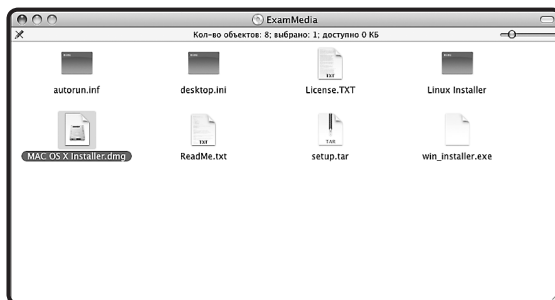 ExamMedia
Кол-во объектов: 8; выбрано: 1; доступно 0 КБ
autorun.inf desktop.ini License.TXT Linux Installer
MAC OS X Installer.dmg ReadMe.txt setup.tar win_installer.exe